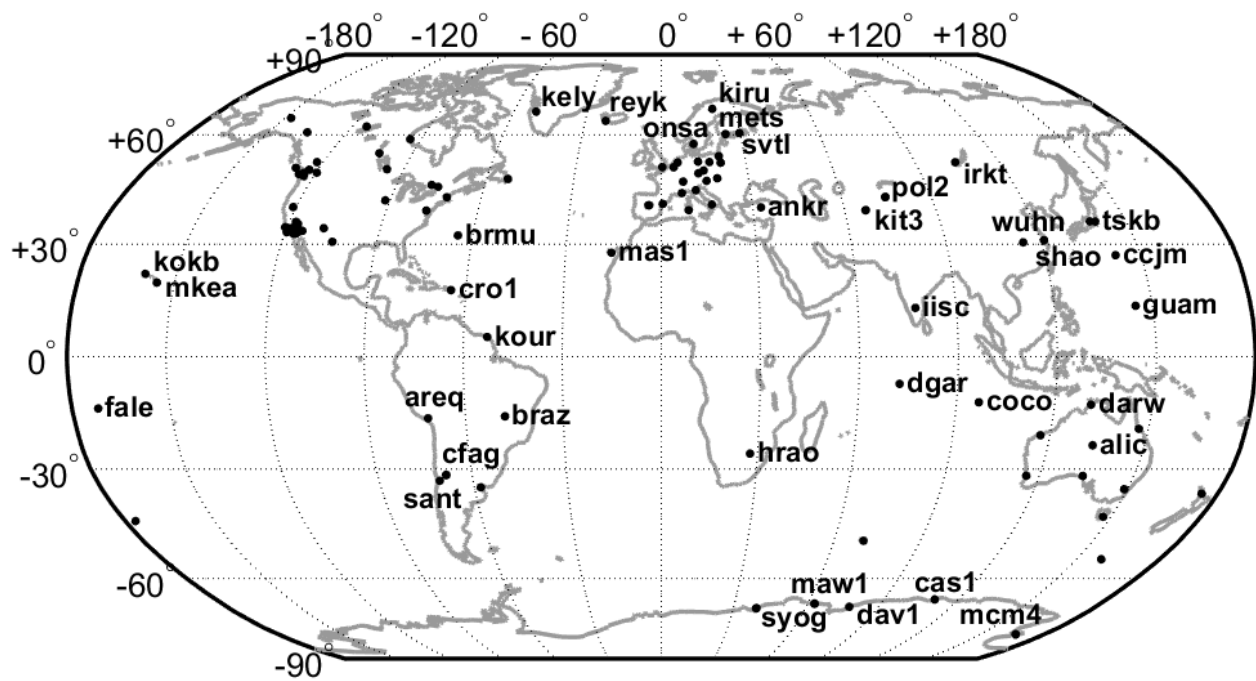 -180° -120° -60° 0° +60° +120° +180°
+90°
kely reyk kiru
mets
+60° onsa
svtl
irkt
pol2
ankr kit3 wuhn tskb
+30° brmu mas1 shao ccjm
kokb
mkea cro1
iisc guam
kour
0°
dgar
fale areq braz coco darw
cfag hrao alic
-30°
sant
-60°
maw1 cas1
syog dav1 mcm4
-90°